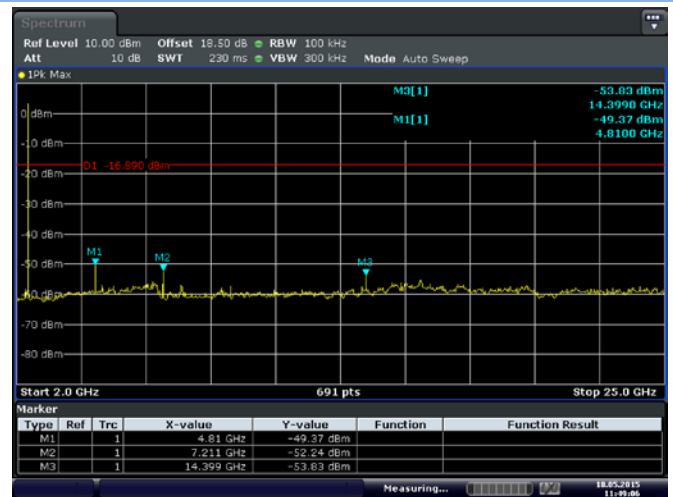 Spectrum
Ref Level 10.00 dBm Offset 18.50 dB RBW 100 kHz
Att 10 dB SWT 230 ms VBW 300 kHz Mode Auto Sweep
1Pk Max
M3[1] -53.83 dBm
14.3990 GHz
0 dBm
M1[1] -49.37 dBm
4.8100 GHz
-10 dBm
D1 -16.890 dBm
-20 dBm
-30 dBm
-40 dBm
M1
M2
M3
-50 dBm
-60 dBm
-70 dBm
-80 dBm
Start 2.0 GHz 691 pts Stop 25.0 GHz
Marker
Type Ref Trc X-value Y-value Function Function Result
M1 1 4.81 GHz -49.37 dBm
M2 1 7.211 GHz -52.24 dBm
M3 1 14.399 GHz -53.83 dBm
Measuring... 18.05.2015
11:49:06